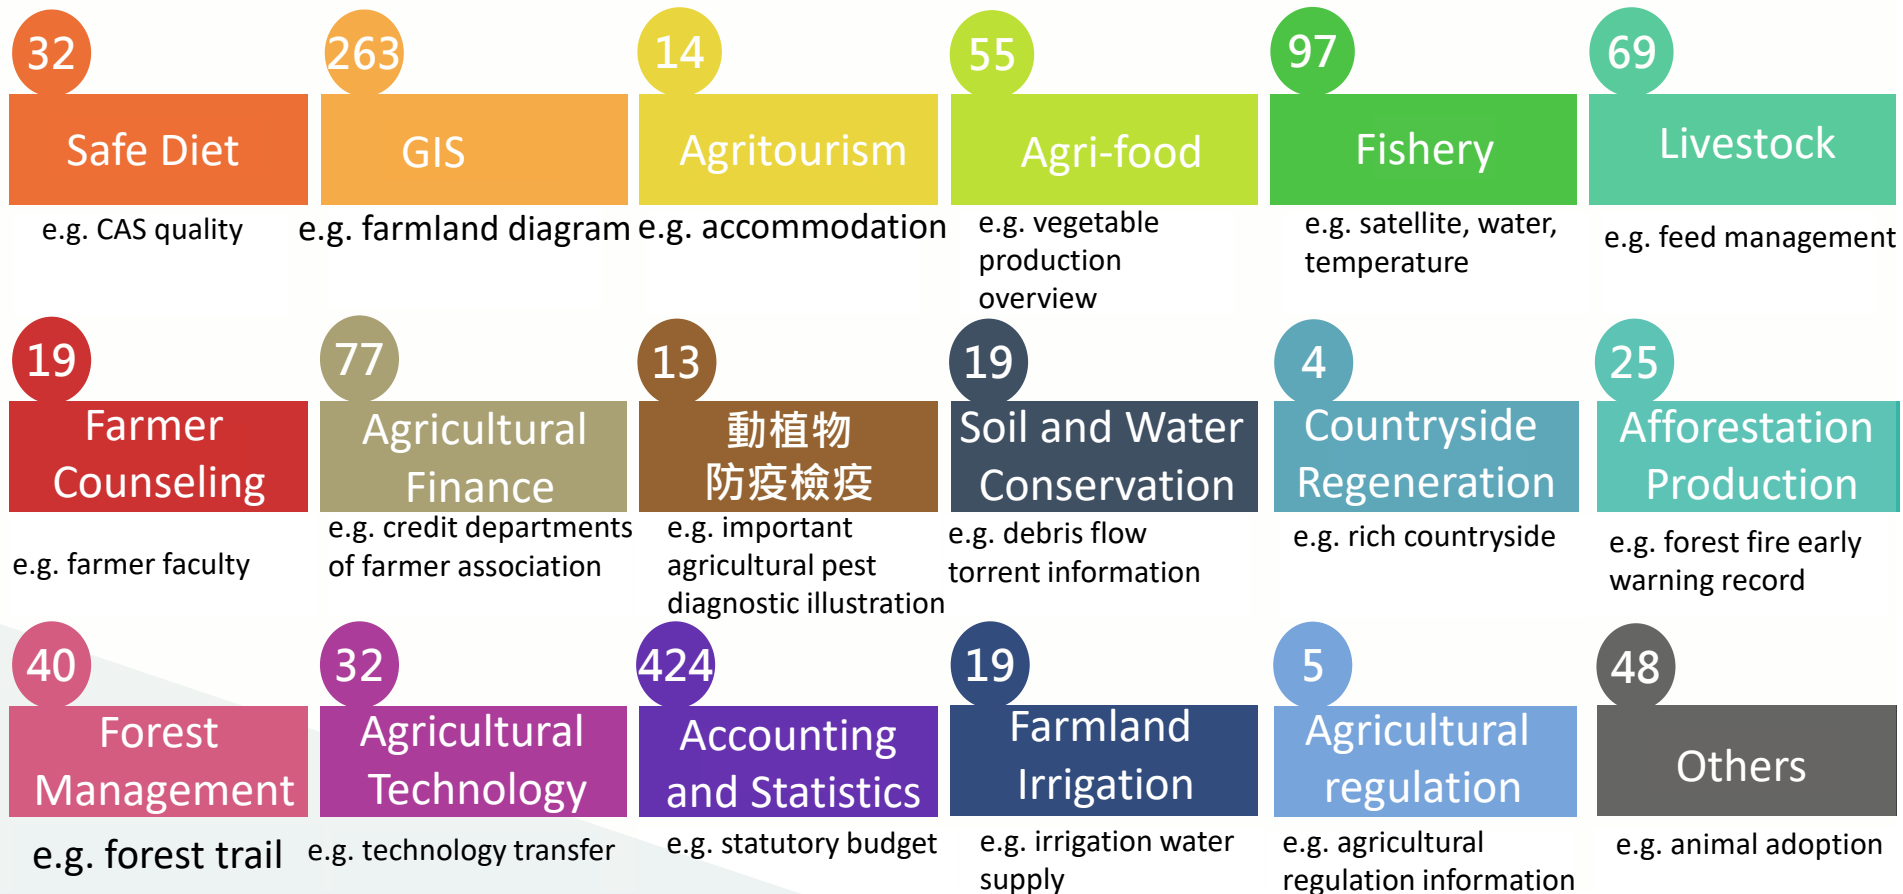 32
Safe Diet
e.g. CAS quality
263
GIS
e.g. farmland diagram
14
Agritourism
e.g. accommodation
55
Agri-food
e.g. vegetable
production
overview
97
Fishery
e.g. satellite, water,
temperature
69
Livestock
e.g. feed management
19
Farmer
Counseling
e.g. farmer faculty
77
Agricultural
Finance
e.g. credit departments
of farmer association
13
動植物
防疫檢疫
e.g. important
agricultural pest
diagnostic illustration
19
Soil and Water
Conservation
e.g. debris flow
torrent information
4
Countryside
Regeneration
e.g. rich countryside
25
Afforestation
Production
e.g. forest fire early
warning record
40
Forest
Management
e.g. forest trail
32
Agricultural
Technology
e.g. technology transfer
424
Accounting
and Statistics
e.g. statutory budget
19
Farmland
Irrigation
e.g. irrigation water
supply
5
Agricultural
regulation
e.g. agricultural
regulation information
48
Others
e.g. animal adoption